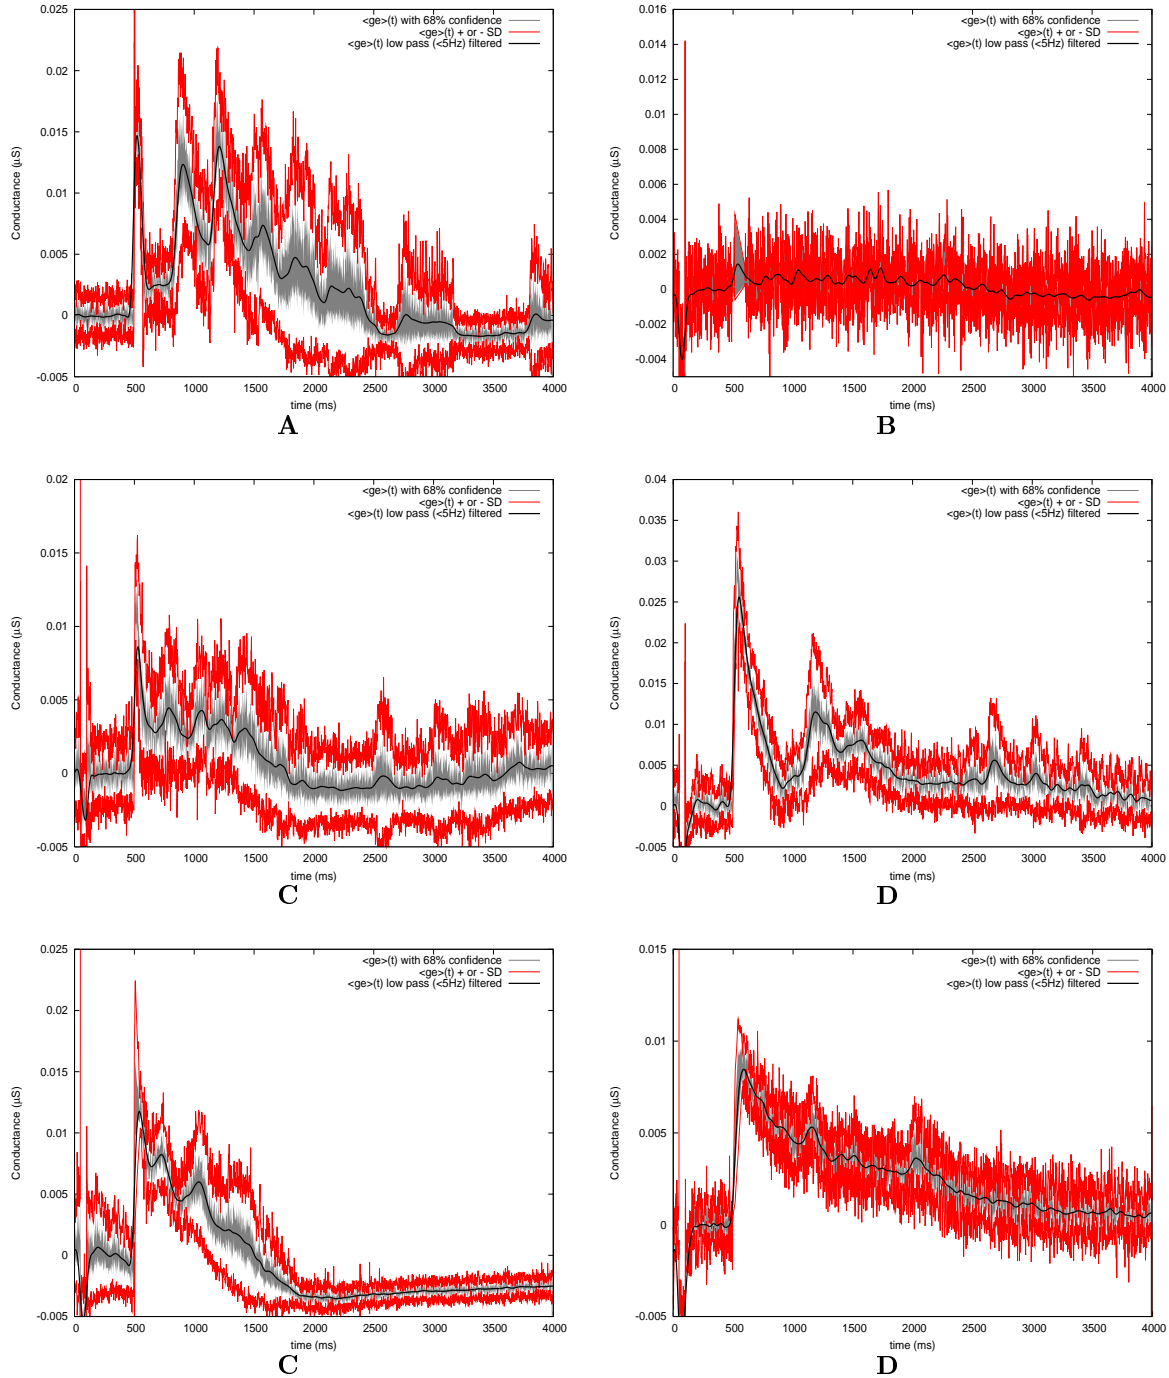 <ge>(t) with 68% confidence
<ge>(t) + or - SD
<ge>(t) low pass (<5Hz) filtered
0.025
0.02
0.015
0.01
0.005
0
-0.005
Conductance (µS)
0 500 1000 1500 2000 2500 3000 3500 4000
time (ms)
A
<ge>(t) with 68% confidence
<ge>(t) + or - SD
<ge>(t) low pass (<5Hz) filtered
0.016
0.014
0.012
0.01
0.008
0.006
0.004
0.002
0
-0.002
-0.004
Conductance (µS)
0 500 1000 1500 2000 2500 3000 3500 4000
time (ms)
B
<ge>(t) with 68% confidence
<ge>(t) + or - SD
<ge>(t) low pass (<5Hz) filtered
0.02
0.015
0.01
0.005
0
-0.005
Conductance (µS)
0 500 1000 1500 2000 2500 3000 3500 4000
time (ms)
C
<ge>(t) with 68% confidence
<ge>(t) + or - SD
<ge>(t) low pass (<5Hz) filtered
0.04
0.035
0.03
0.025
0.02
0.015
0.01
0.005
0
-0.005
Conductance (µS)
0 500 1000 1500 2000 2500 3000 3500 4000
time (ms)
D
<ge>(t) with 68% confidence
<ge>(t) + or - SD
<ge>(t) low pass (<5Hz) filtered
0.025
0.02
0.015
0.01
0.005
0
-0.005
Conductance (µS)
0 500 1000 1500 2000 2500 3000 3500 4000
time (ms)
C
<ge>(t) with 68% confidence
<ge>(t) + or - SD
<ge>(t) low pass (<5Hz) filtered
0.015
0.01
0.005
0
-0.005
Conductance (µS)
0 500 1000 1500 2000 2500 3000 3500 4000
time (ms)
D